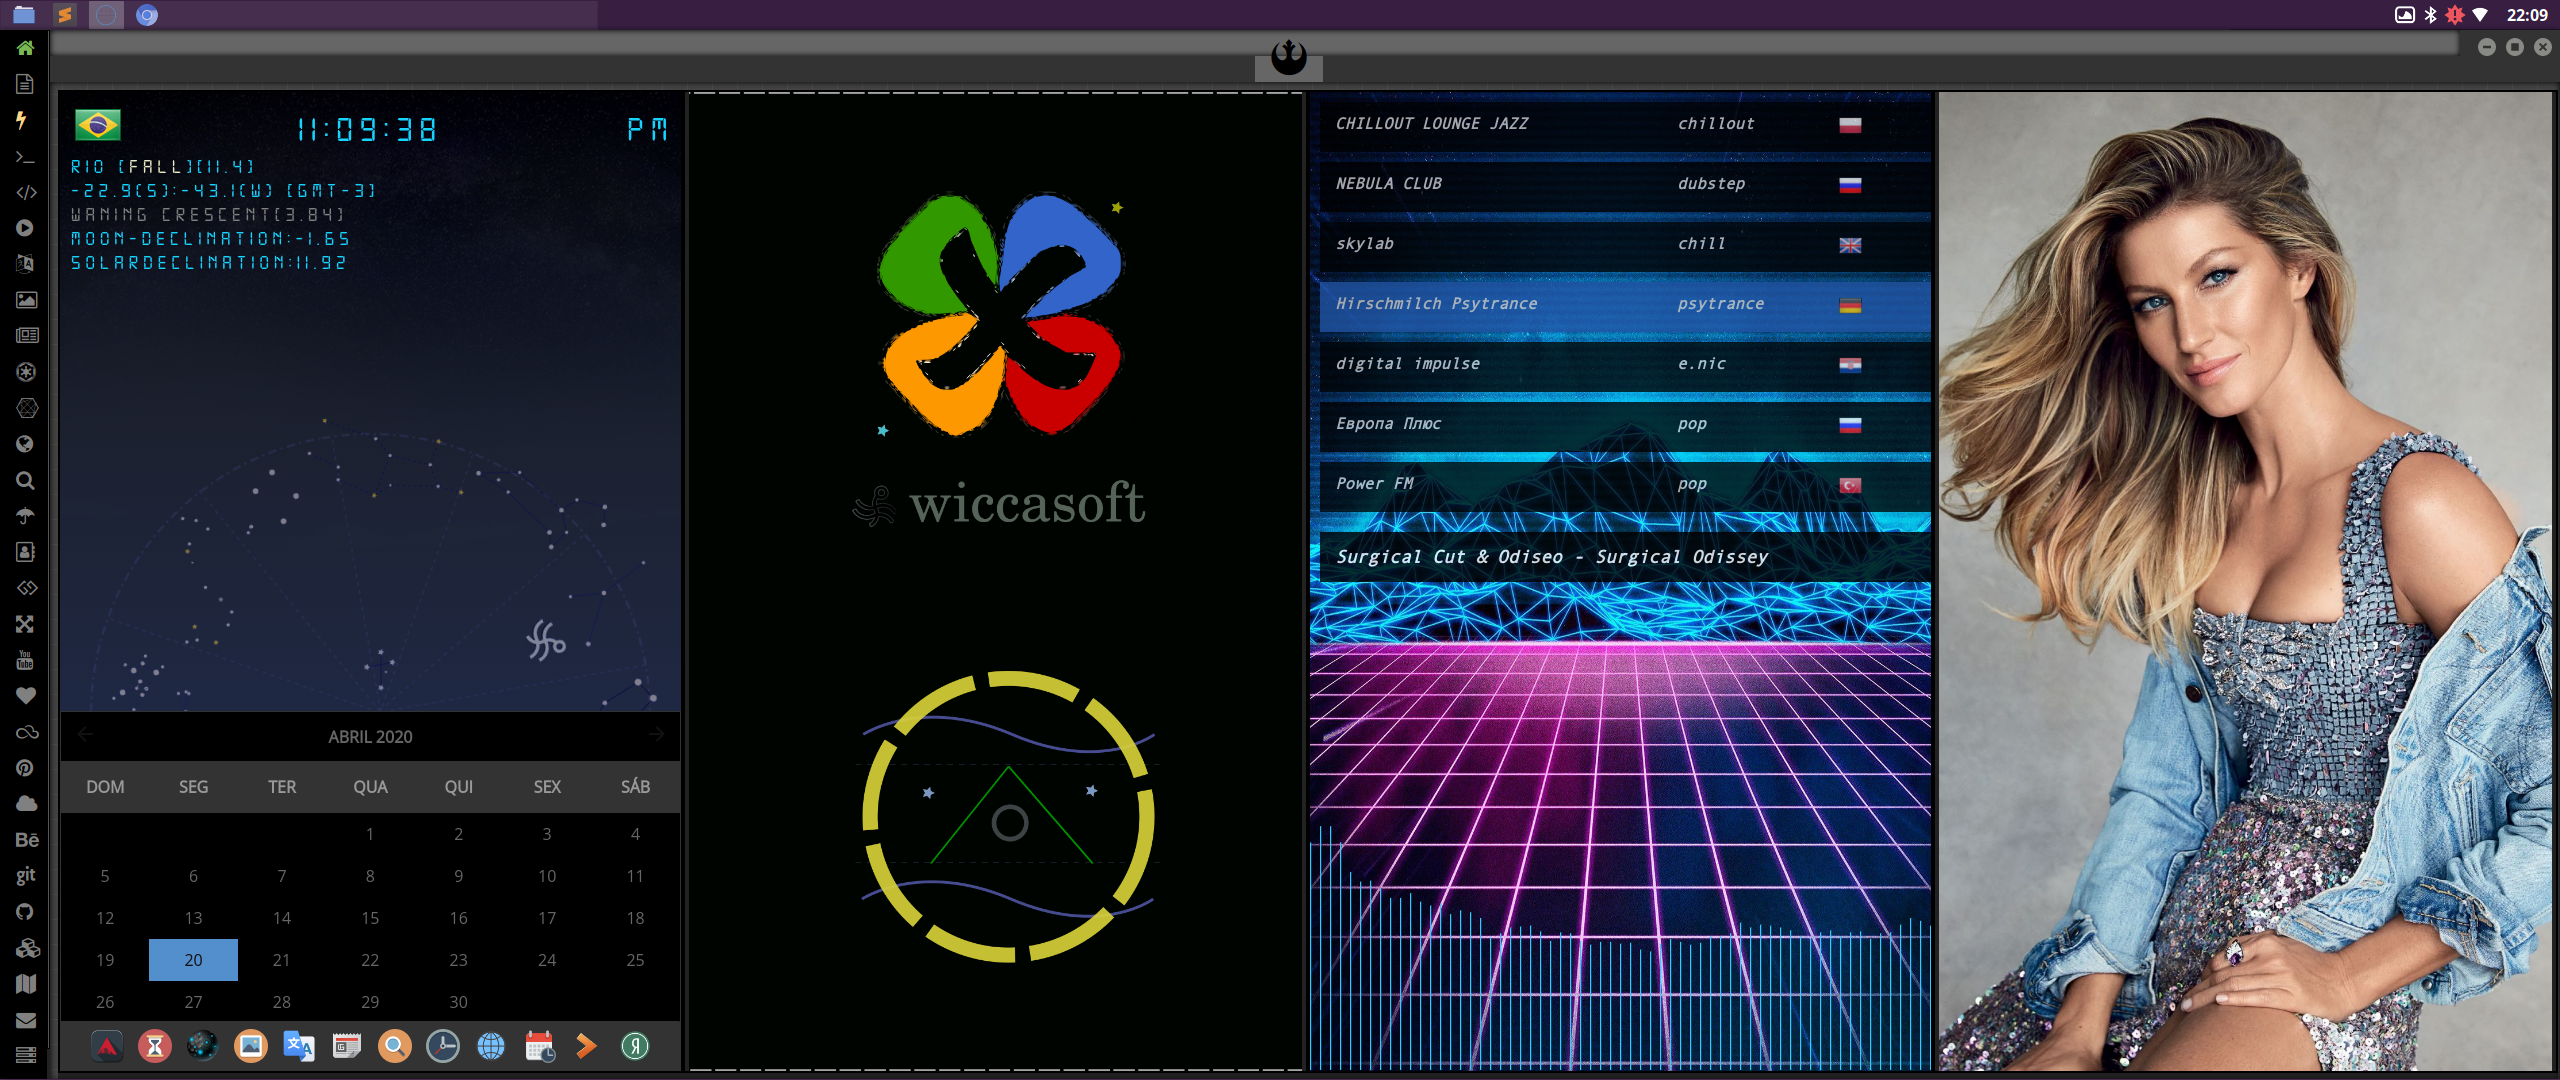 22:09
11:09:38 PM
RIO [FALL][11.4]
-22.9(S):-43.1(W) [GMT-3]
WANING CRESCENT[3.84]
MOON-DECLINATION:-1.65
SOLARDECLINATION:11.92
ABRIL 2020
DOM SEG TER QUA QUI SEX SÁB
1 2 3 4
5 6 7 8 9 10 11
12 13 14 15 16 17 18
19 20 21 22 23 24 25
26 27 28 29 30
wiccasoft
CHILLOUT LOUNGE JAZZ chillout
NEBULA CLUB dubstep
skylab chill
Hirschmilch Psytrance psytrance
digital impulse e.nic
Европа Плюс pop
Power FM pop
Surgical Cut & Odiseo - Surgical Odissey
You
Tube
Bē
git